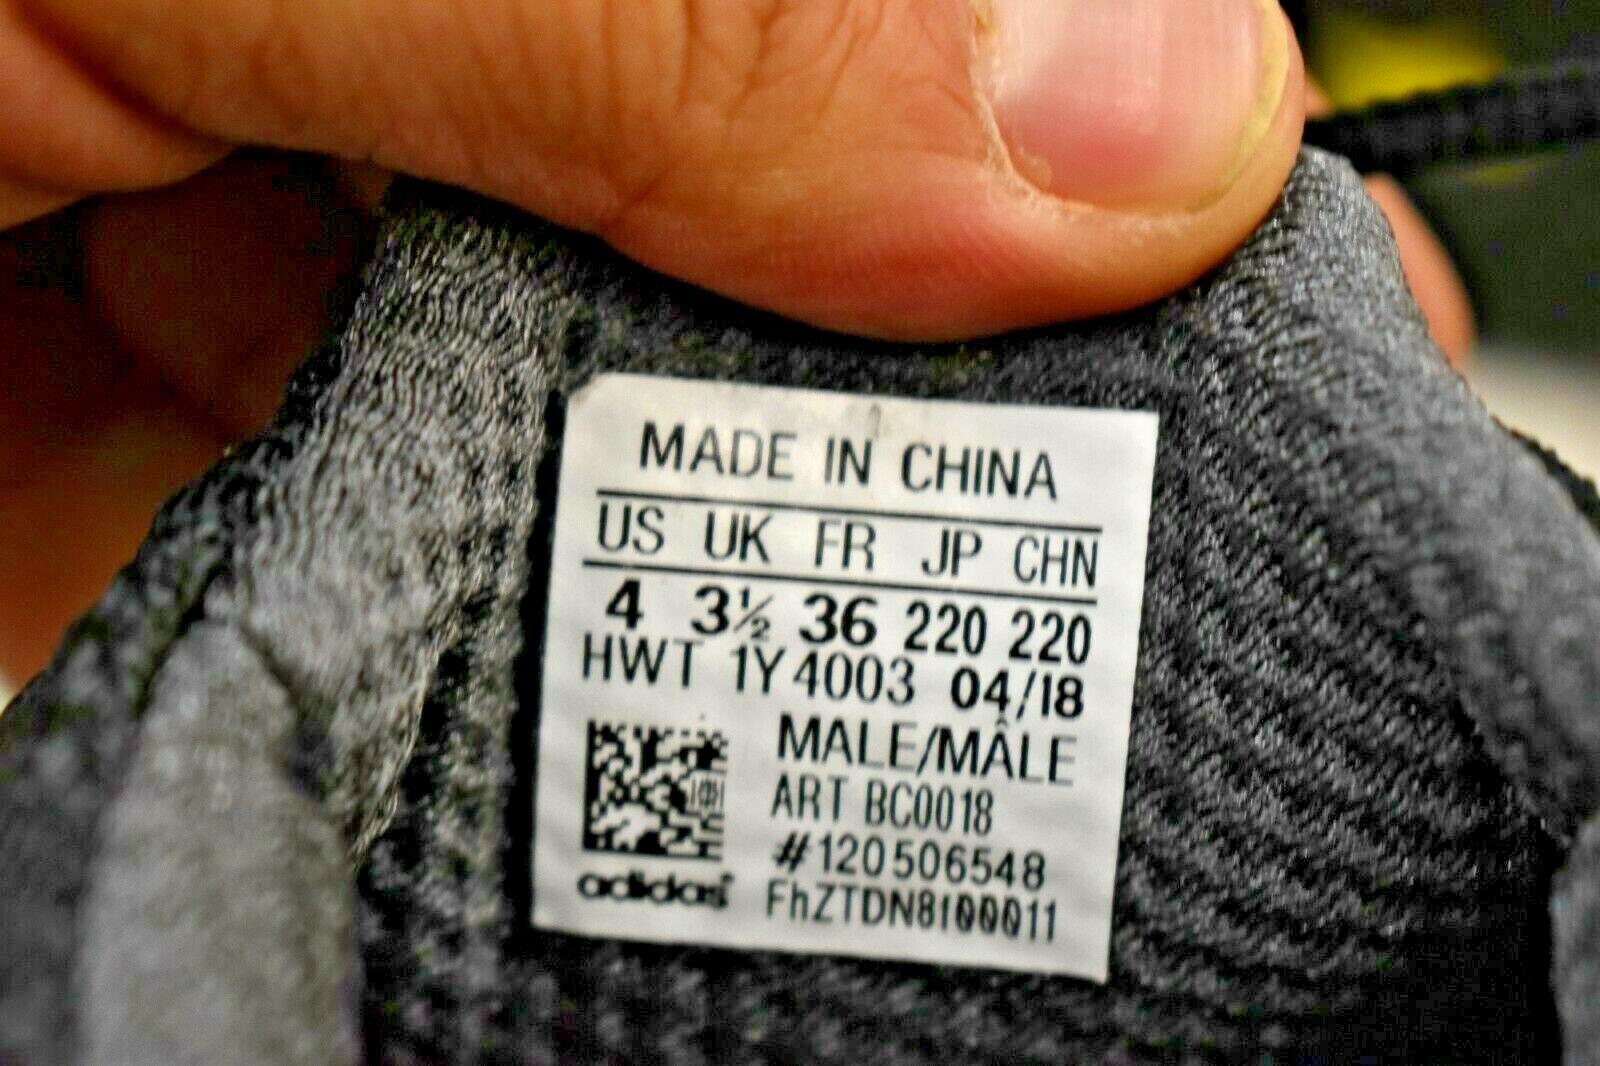 MADE IN CHINA
US UK FR JP CHN
4 3½ 36 220 220
HWT 1Y4003 04/18
MALE/MÂLE
ART BC0018
#120506548
adidas
FhZTDN8I00011